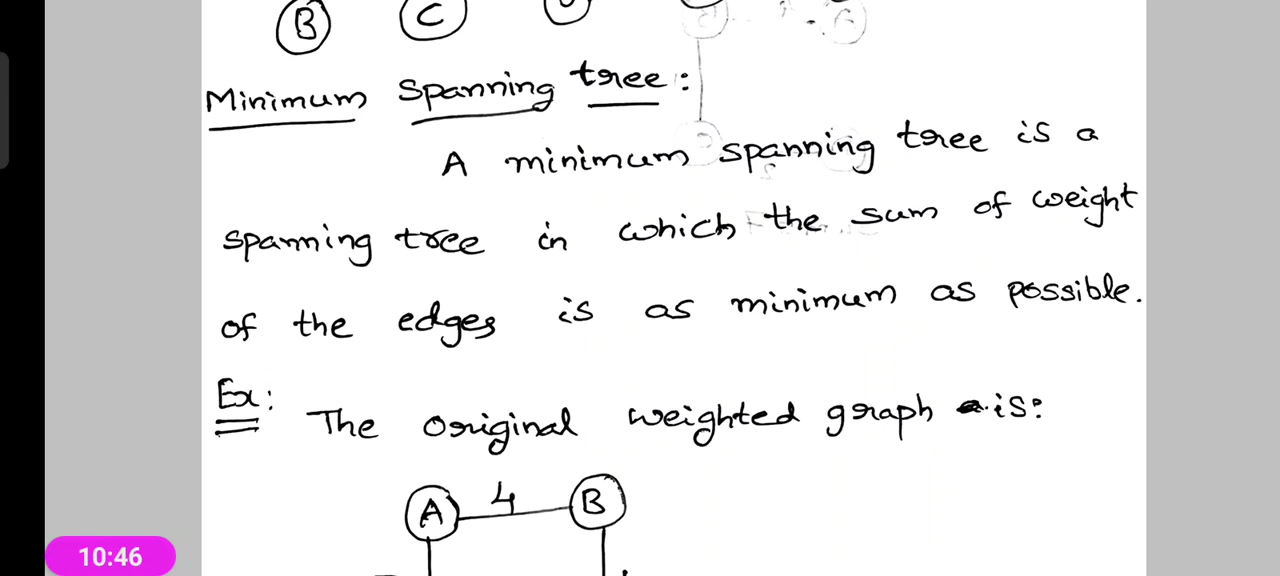 B C
Minimum Spanning tree:
A minimum spanning tree is a
spanning tree in which the sum of weight
of the edges is as minimum as possible.
Ex: The original weighted graph is:
A 4 B
10:46